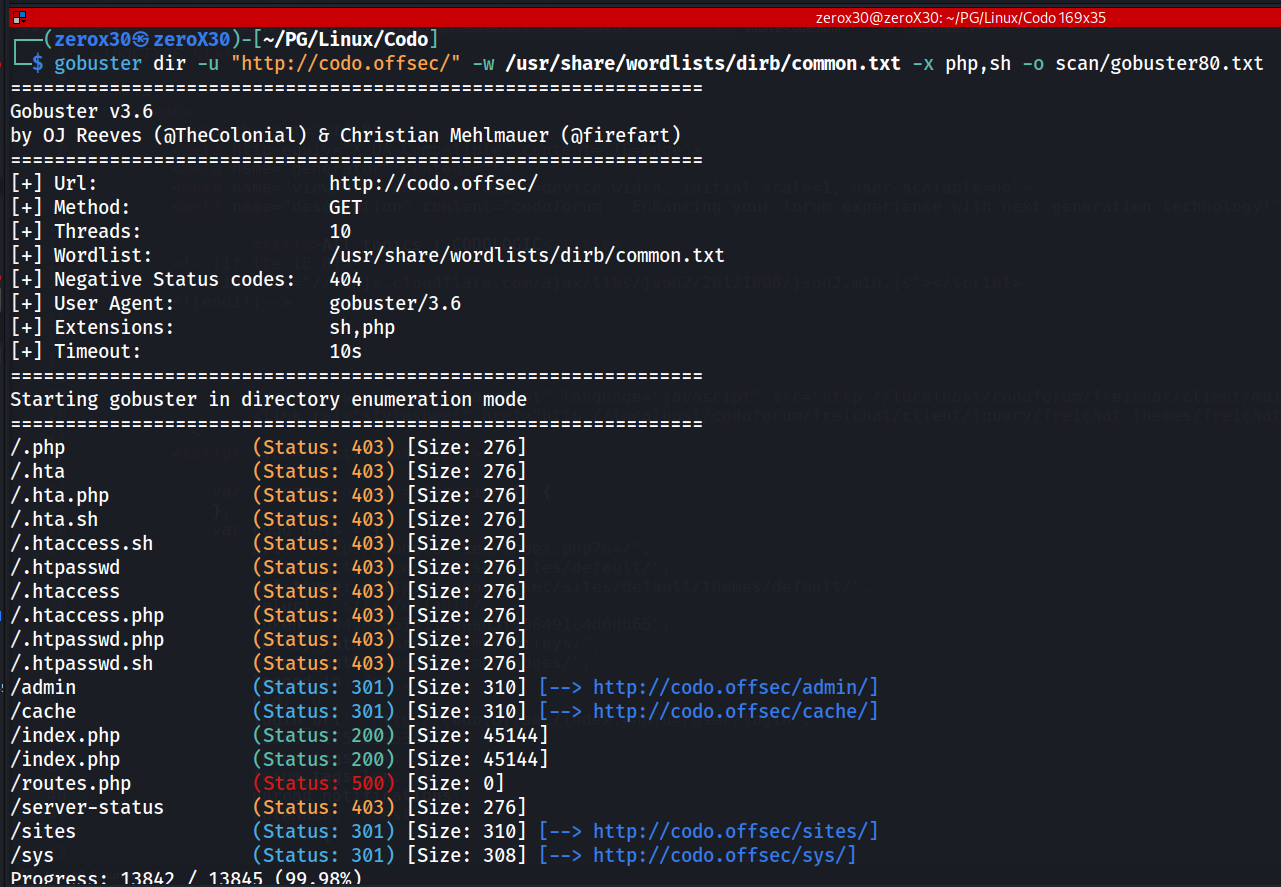 zerox30@zeroX30: ~/PG/Linux/Codo 169x35
┌──(zerox30㉿zeroX30)-[~/PG/Linux/Codo]
└─$ gobuster dir -u "http://codo.offsec/" -w /usr/share/wordlists/dirb/common.txt -x php,sh -o scan/gobuster80.txt
===============================================================
Gobuster v3.6
by OJ Reeves (@TheColonial) & Christian Mehlmauer (@firefart)
===============================================================
[+] Url:                     http://codo.offsec/
[+] Method:                  GET
[+] Threads:                 10
[+] Wordlist:                /usr/share/wordlists/dirb/common.txt
[+] Negative Status codes:   404
[+] User Agent:              gobuster/3.6
[+] Extensions:              sh,php
[+] Timeout:                 10s
===============================================================
Starting gobuster in directory enumeration mode
===============================================================
/.php                 (Status: 403) [Size: 276]
/.hta                 (Status: 403) [Size: 276]
/.hta.php             (Status: 403) [Size: 276]
/.hta.sh              (Status: 403) [Size: 276]
/.htaccess.sh         (Status: 403) [Size: 276]
/.htpasswd            (Status: 403) [Size: 276]
/.htaccess            (Status: 403) [Size: 276]
/.htaccess.php        (Status: 403) [Size: 276]
/.htpasswd.php        (Status: 403) [Size: 276]
/.htpasswd.sh         (Status: 403) [Size: 276]
/admin                (Status: 301) [Size: 310] [--> http://codo.offsec/admin/]
/cache                (Status: 301) [Size: 310] [--> http://codo.offsec/cache/]
/index.php            (Status: 200) [Size: 45144]
/index.php            (Status: 200) [Size: 45144]
/routes.php           (Status: 500) [Size: 0]
/server-status        (Status: 403) [Size: 276]
/sites                (Status: 301) [Size: 310] [--> http://codo.offsec/sites/]
/sys                  (Status: 301) [Size: 308] [--> http://codo.offsec/sys/]
Progress: 13842 / 13845 (99.98%)